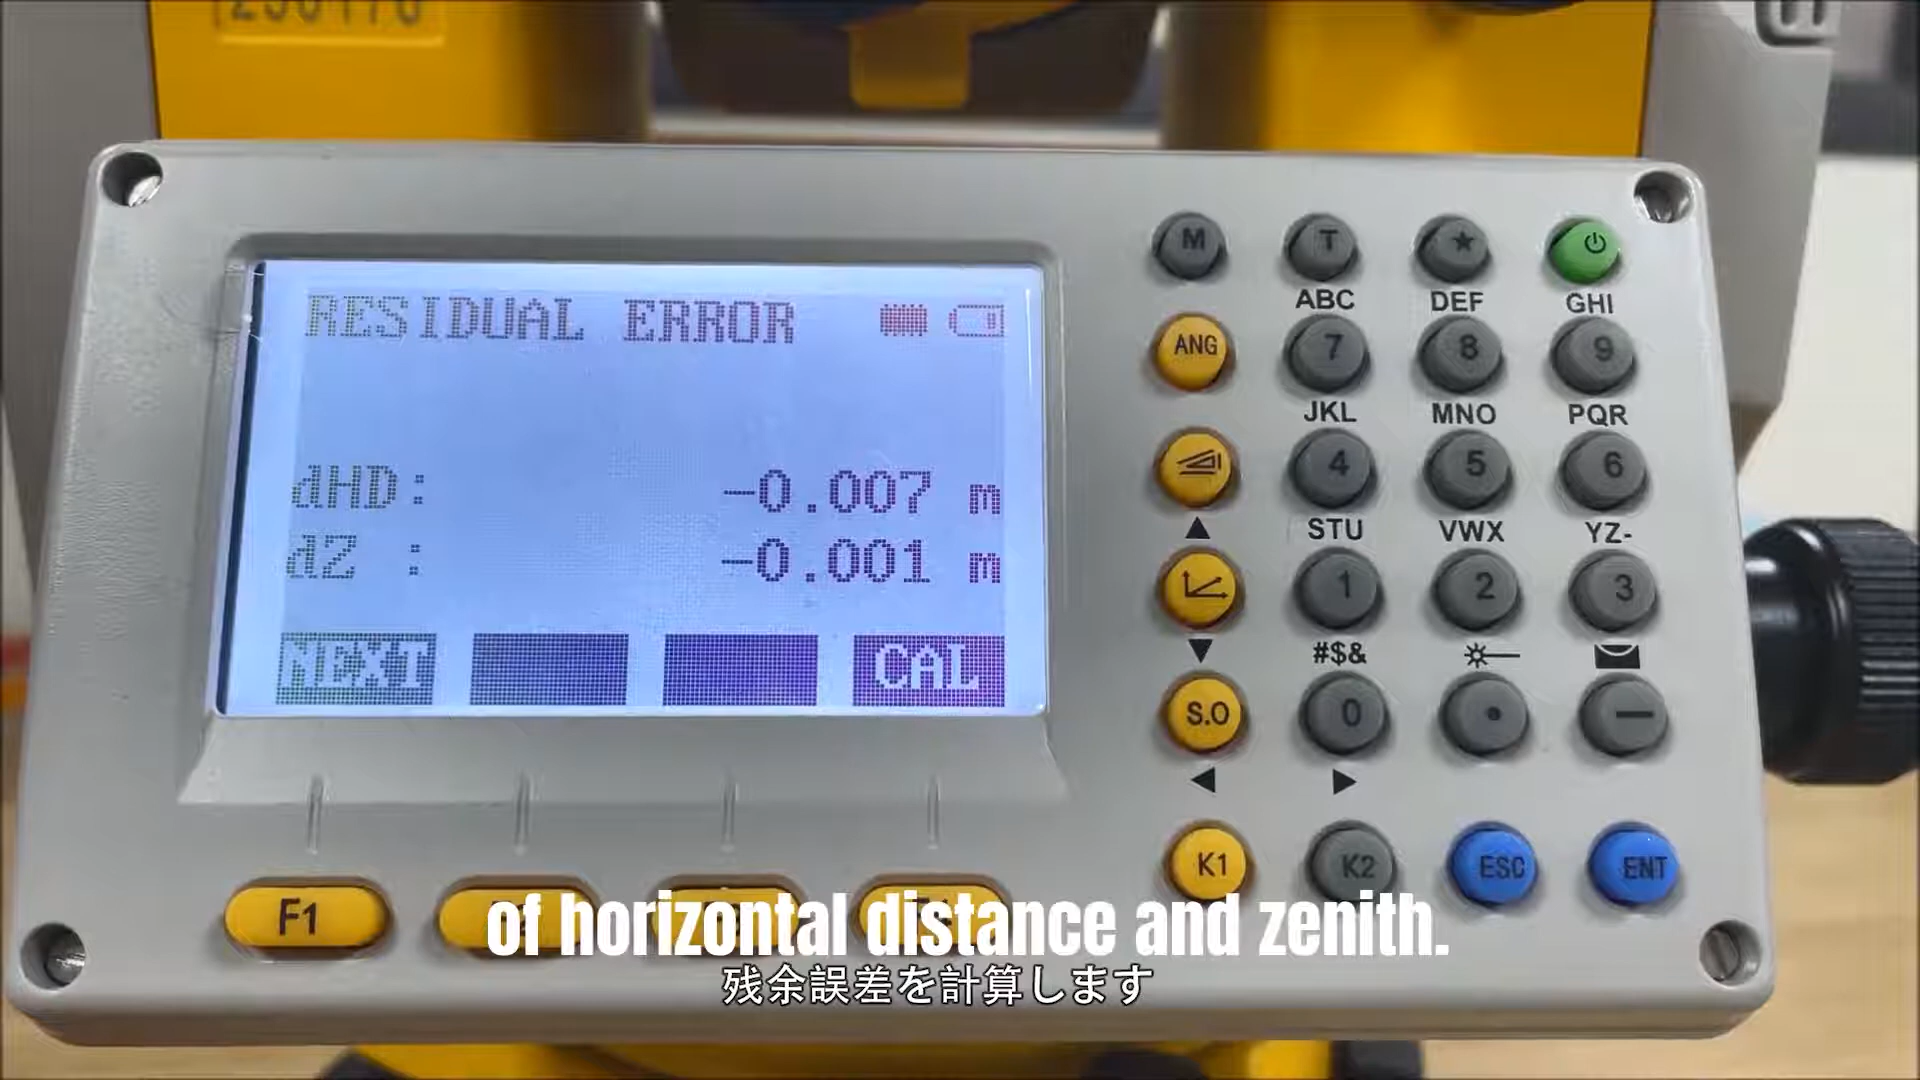 RESIDUAL ERROR
dHD: -0.007 m
dZ : -0.001 m
NEXT CAL
M T ★
ABC DEF GHI
ANG 7 8 9
JKL MNO PQR
4 5 6
▲ STU VWX YZ-
1 2 3
▼ #$&
S.O 0 • —
◀ ▶
K1 K2 ESC ENT
F1
of horizontal distance and zenith.
残余誤差を計算します